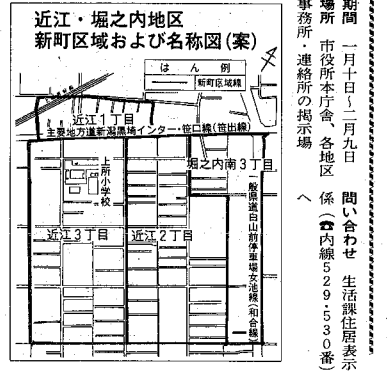 近江・堀之内地区
新町区域および名称図(案)
はん例
新町区域線
近江1丁目
主要地方道新潟黒埼インター・笹口線(笹出線)
堀之内南3丁目
上所小学校
近江3丁目
近江2丁目
一般県道白山前停車場女池線(和合線)
期間 一月十日～二月九日
場所 市役所本庁舎、各地区
事務所・連絡所の掲示場
問い合わせ 生活課住居表示
係(☎内線529・530番)
へ